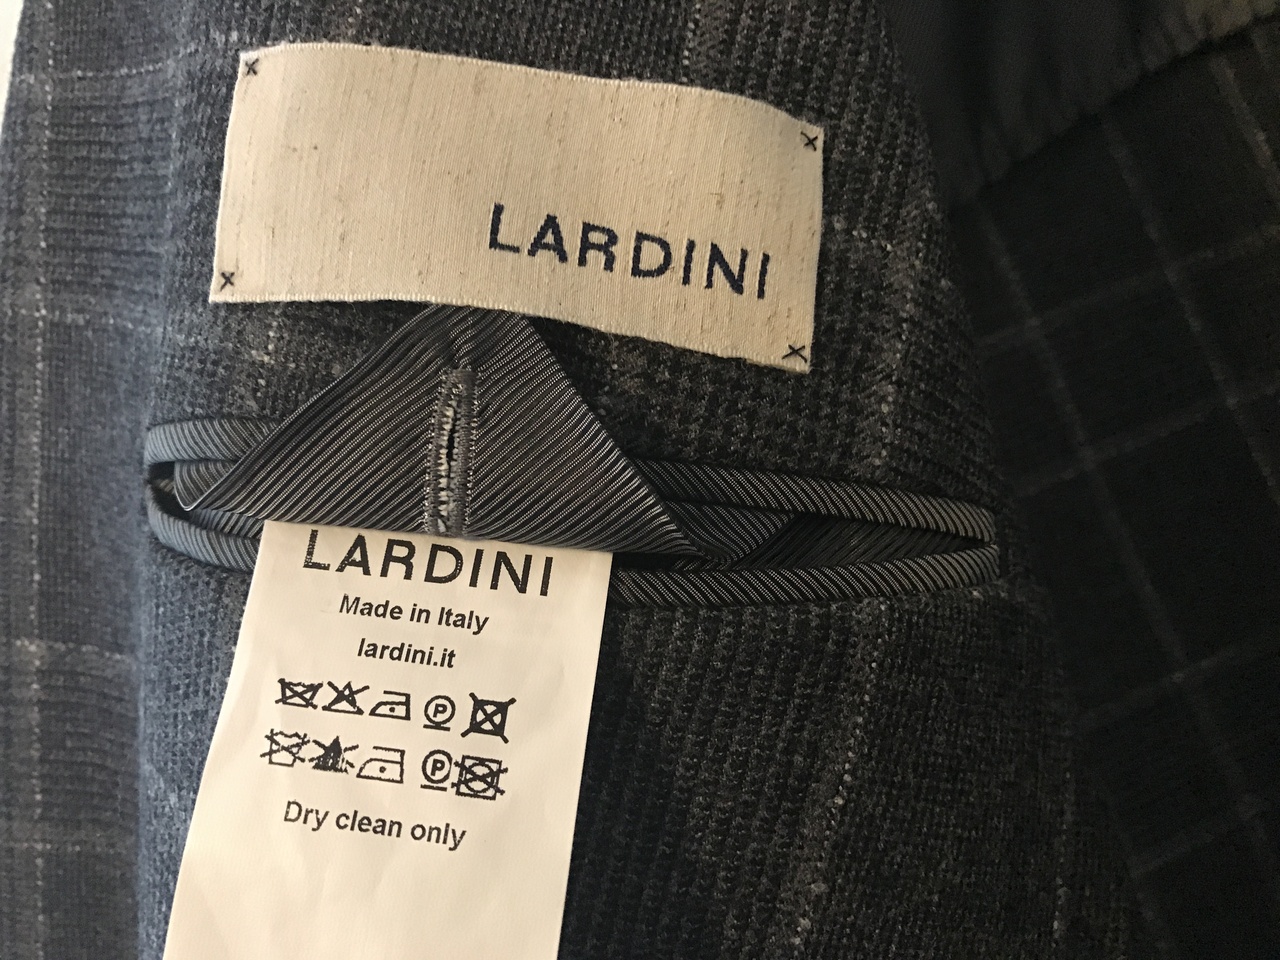 LARDINI
LARDINI
Made in Italy
lardini.it
P
P
Dry clean only